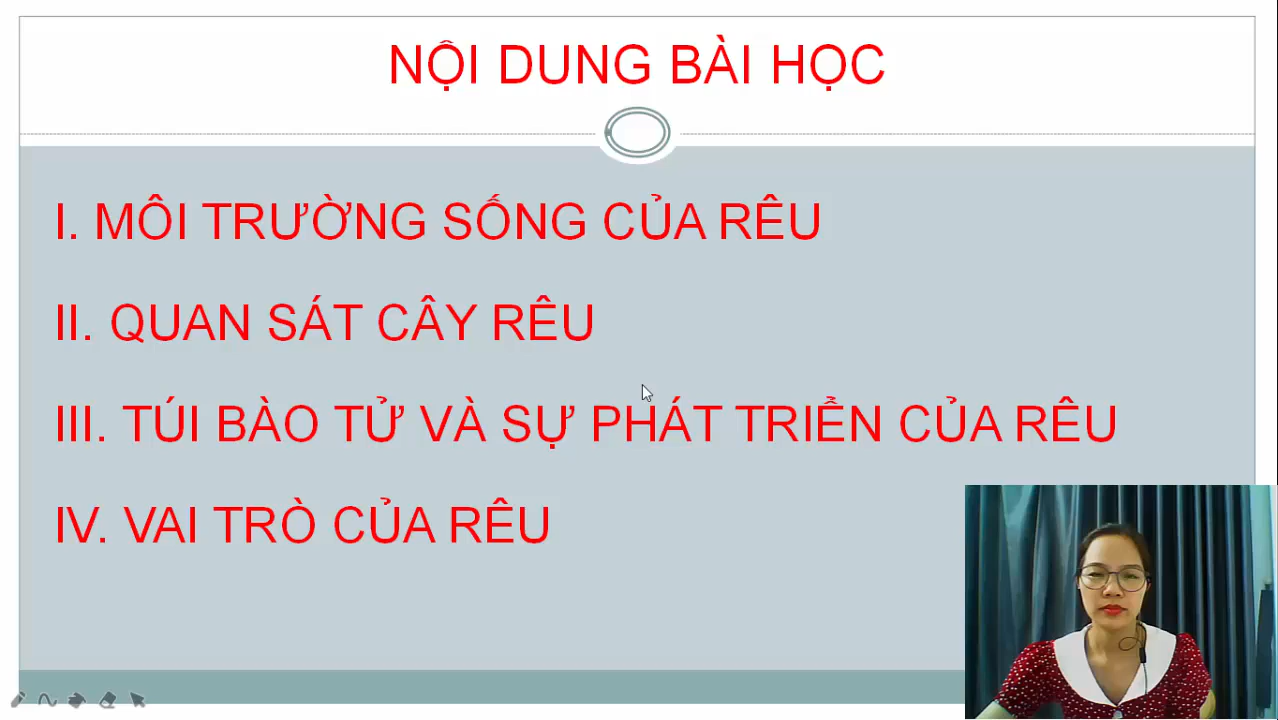 NỘI DUNG BÀI HỌC
I. MÔI TRƯỜNG SỐNG CỦA RÊU
II. QUAN SÁT CÂY RÊU
III. TÚI BÀO TỬ VÀ SỰ PHÁT TRIỂN CỦA RÊU
IV. VAI TRÒ CỦA RÊU